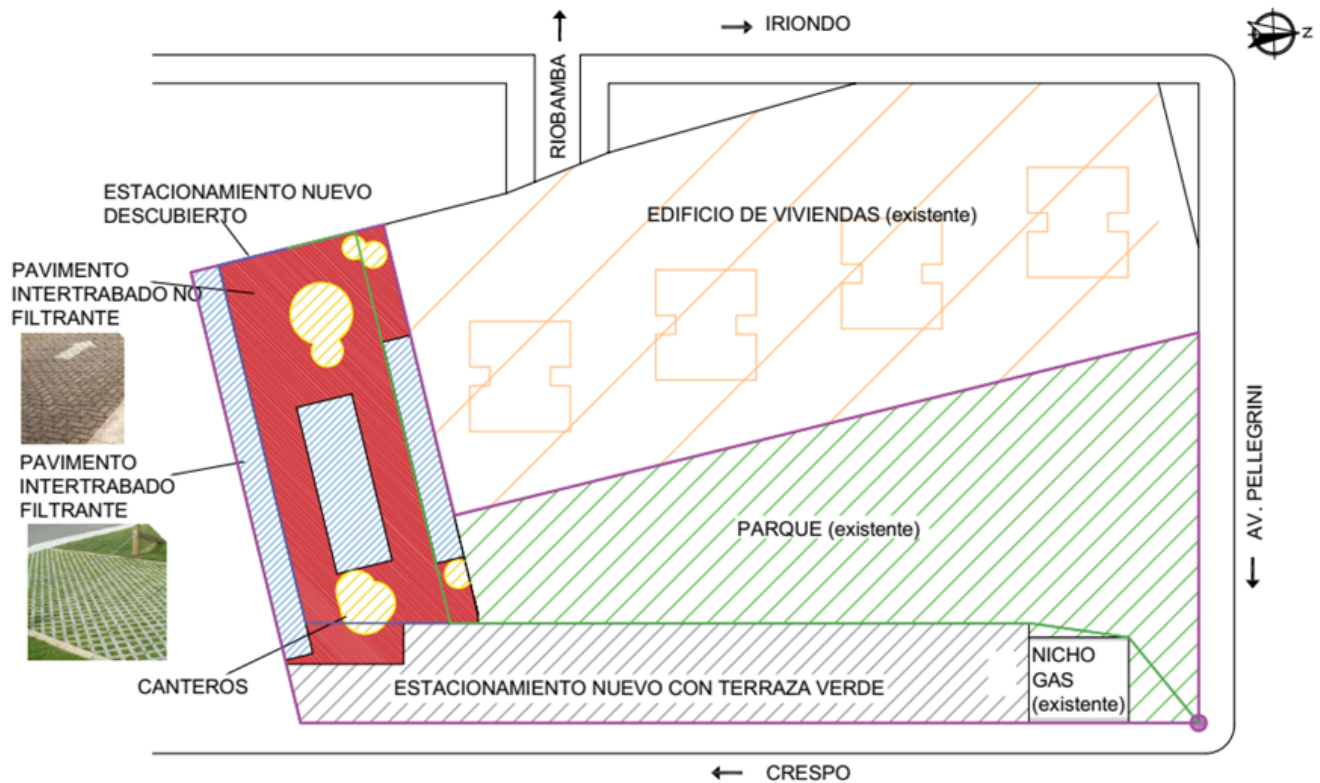 IRIONDO
Z
RIOBAMBA
ESTACIONAMIENTO NUEVO
DESCUBIERTO
EDIFICIO DE VIVIENDAS (existente)
PAVIMENTO
INTERTRABADO NO
FILTRANTE
PAVIMENTO
INTERTRABADO
FILTRANTE
AV. PELLEGRINI
PARQUE (existente)
CANTEROS
ESTACIONAMIENTO NUEVO CON TERRAZA VERDE
NICHO
GAS
(existente)
CRESPO